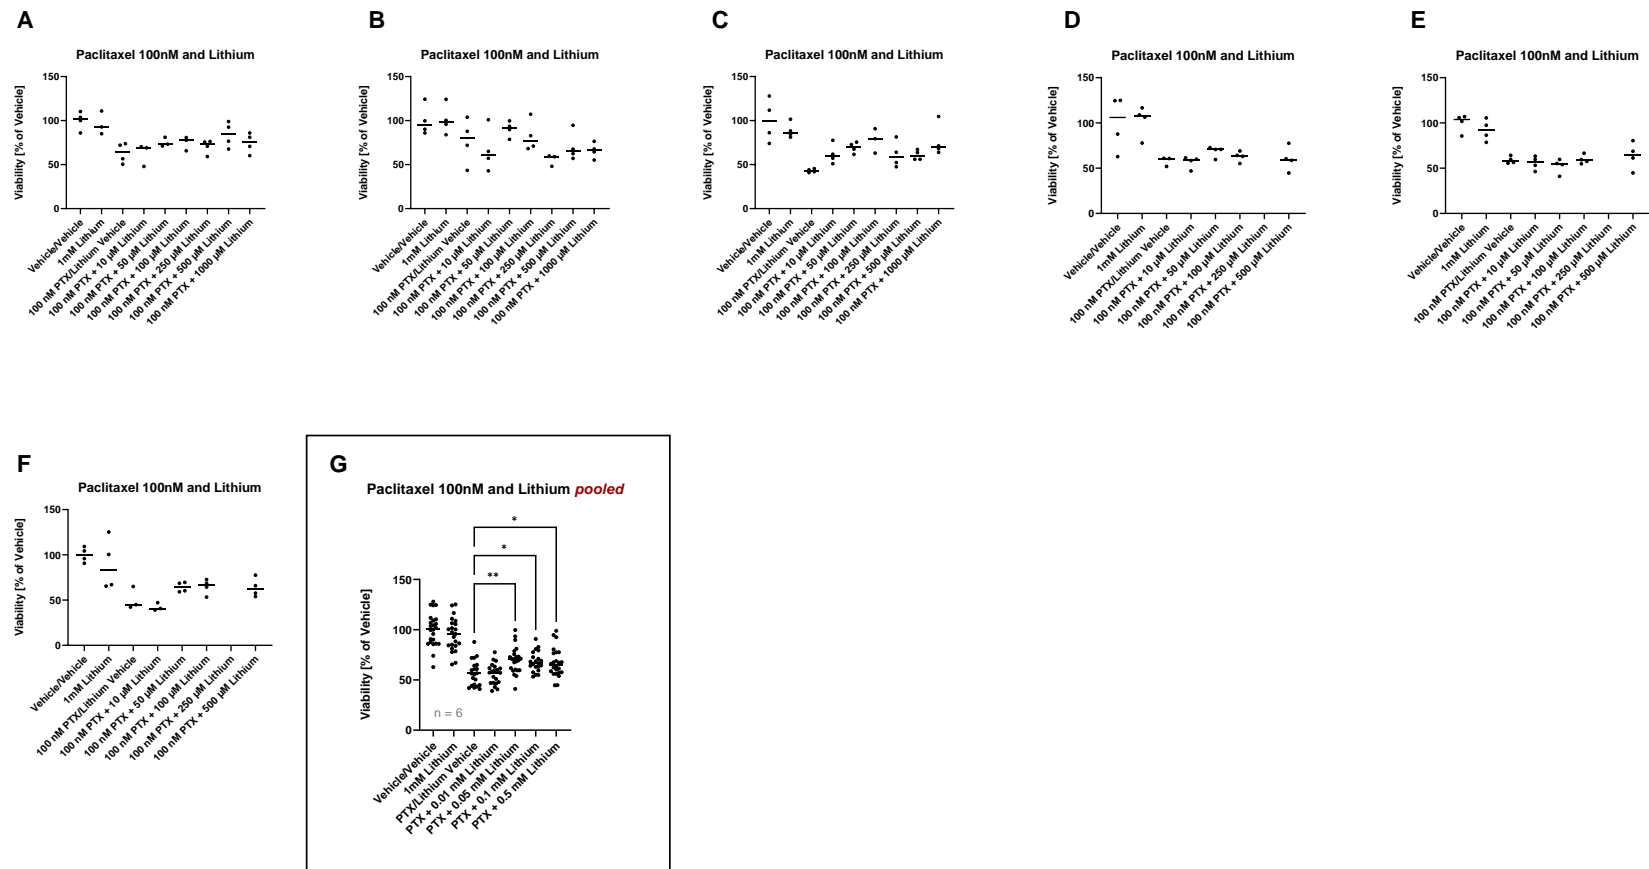 A
Paclitaxel 100nM and Lithium
Viability [% of Vehicle]
150
100
50
0
Vehicle/Vehicle
1mM Lithium
100 nM PTX/Lithium Vehicle
100 nM PTX + 10 µM Lithium
100 nM PTX + 50 µM Lithium
100 nM PTX + 100 µM Lithium
100 nM PTX + 250 µM Lithium
100 nM PTX + 500 µM Lithium
100 nM PTX + 1000 µM Lithium
B
Paclitaxel 100nM and Lithium
Viability [% of Vehicle]
150
100
50
0
Vehicle/Vehicle
1mM Lithium
100 nM PTX/Lithium Vehicle
100 nM PTX + 10 µM Lithium
100 nM PTX + 50 µM Lithium
100 nM PTX + 100 µM Lithium
100 nM PTX + 250 µM Lithium
100 nM PTX + 500 µM Lithium
100 nM PTX + 1000 µM Lithium
C
Paclitaxel 100nM and Lithium
Viability [% of Vehicle]
150
100
50
0
Vehicle/Vehicle
1mM Lithium
100 nM PTX/Lithium Vehicle
100 nM PTX + 10 µM Lithium
100 nM PTX + 50 µM Lithium
100 nM PTX + 100 µM Lithium
100 nM PTX + 250 µM Lithium
100 nM PTX + 500 µM Lithium
100 nM PTX + 1000 µM Lithium
D
Paclitaxel 100nM and Lithium
Viability [% of Vehicle]
150
100
50
0
Vehicle/Vehicle
1mM Lithium
100 nM PTX/Lithium Vehicle
100 nM PTX + 10 µM Lithium
100 nM PTX + 50 µM Lithium
100 nM PTX + 100 µM Lithium
100 nM PTX + 250 µM Lithium
100 nM PTX + 500 µM Lithium
E
Paclitaxel 100nM and Lithium
Viability [% of Vehicle]
150
100
50
0
Vehicle/Vehicle
1mM Lithium
100 nM PTX/Lithium Vehicle
100 nM PTX + 10 µM Lithium
100 nM PTX + 50 µM Lithium
100 nM PTX + 100 µM Lithium
100 nM PTX + 250 µM Lithium
100 nM PTX + 500 µM Lithium
F
Paclitaxel 100nM and Lithium
Viability [% of Vehicle]
150
100
50
0
Vehicle/Vehicle
1mM Lithium
100 nM PTX/Lithium Vehicle
100 nM PTX + 10 µM Lithium
100 nM PTX + 50 µM Lithium
100 nM PTX + 100 µM Lithium
100 nM PTX + 250 µM Lithium
100 nM PTX + 500 µM Lithium
G
Paclitaxel 100nM and Lithium pooled
*
*
**
Viability [% of Vehicle]
150
100
50
0
n = 6
Vehicle/Vehicle
1mM Lithium
PTX/Lithium Vehicle
PTX + 0.01 mM Lithium
PTX + 0.05 mM Lithium
PTX + 0.1 mM Lithium
PTX + 0.5 mM Lithium